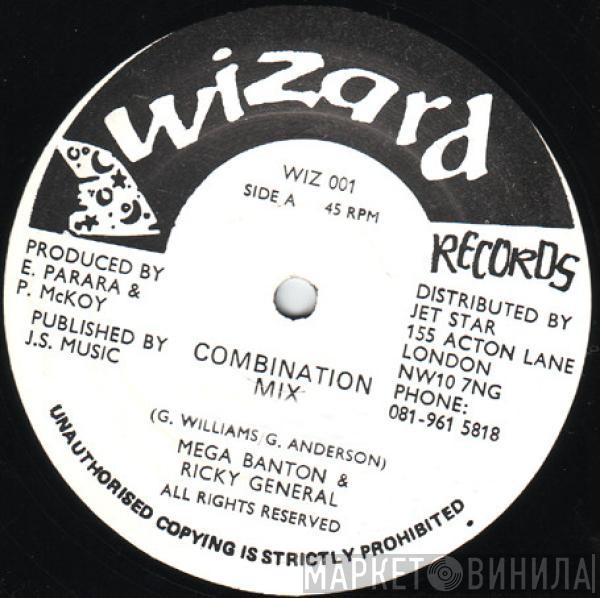 Wizard
RECORDS
WIZ 001
SIDE A 45 RPM
PRODUCED BY
E. PARARA &
P. McKOY
PUBLISHED BY
J.S. MUSIC
DISTRIBUTED BY
JET STAR
155 ACTON LANE
LONDON
NW10 7NG
PHONE:
081-961 5818
COMBINATION
MIX
(G. WILLIAMS/G. ANDERSON)
MEGA BANTON &
RICKY GENERAL
ALL RIGHTS RESERVED
UNAUTHORISED COPYING IS STRICTLY PROHIBITED.
МАРКЕТ ВИНИЛА